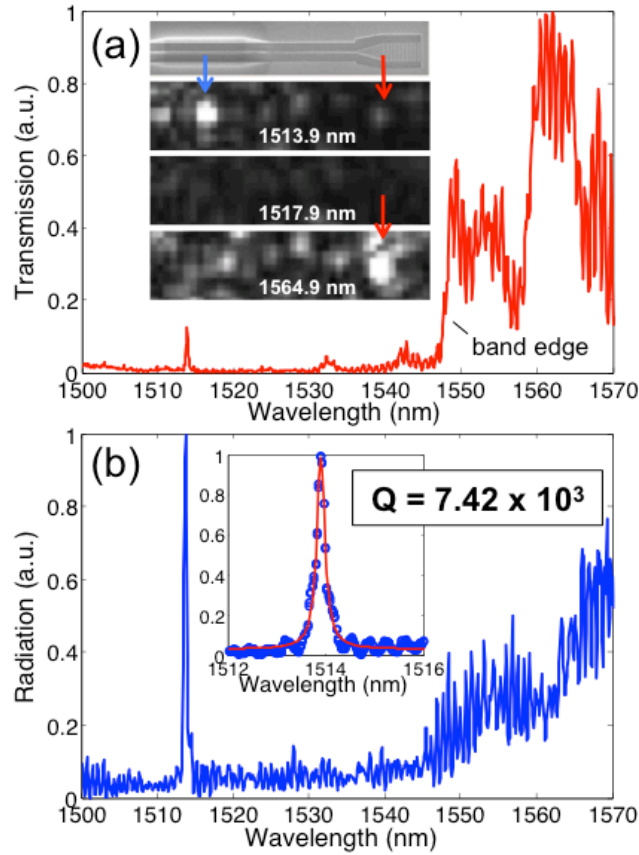 (a)
1
0.8
0.6
0.4
0.2
0
Transmission (a.u.)
1513.9 nm
1517.9 nm
1564.9 nm
band edge
1500 1510 1520 1530 1540 1550 1560 1570
Wavelength (nm)
(b)
1
0.8
0.6
0.4
0.2
0
Radiation (a.u.)
1
0.8
0.6
0.4
0.2
0
1512 1514 1516
Wavelength (nm)
Q = 7.42 x 10³
1500 1510 1520 1530 1540 1550 1560 1570
Wavelength (nm)